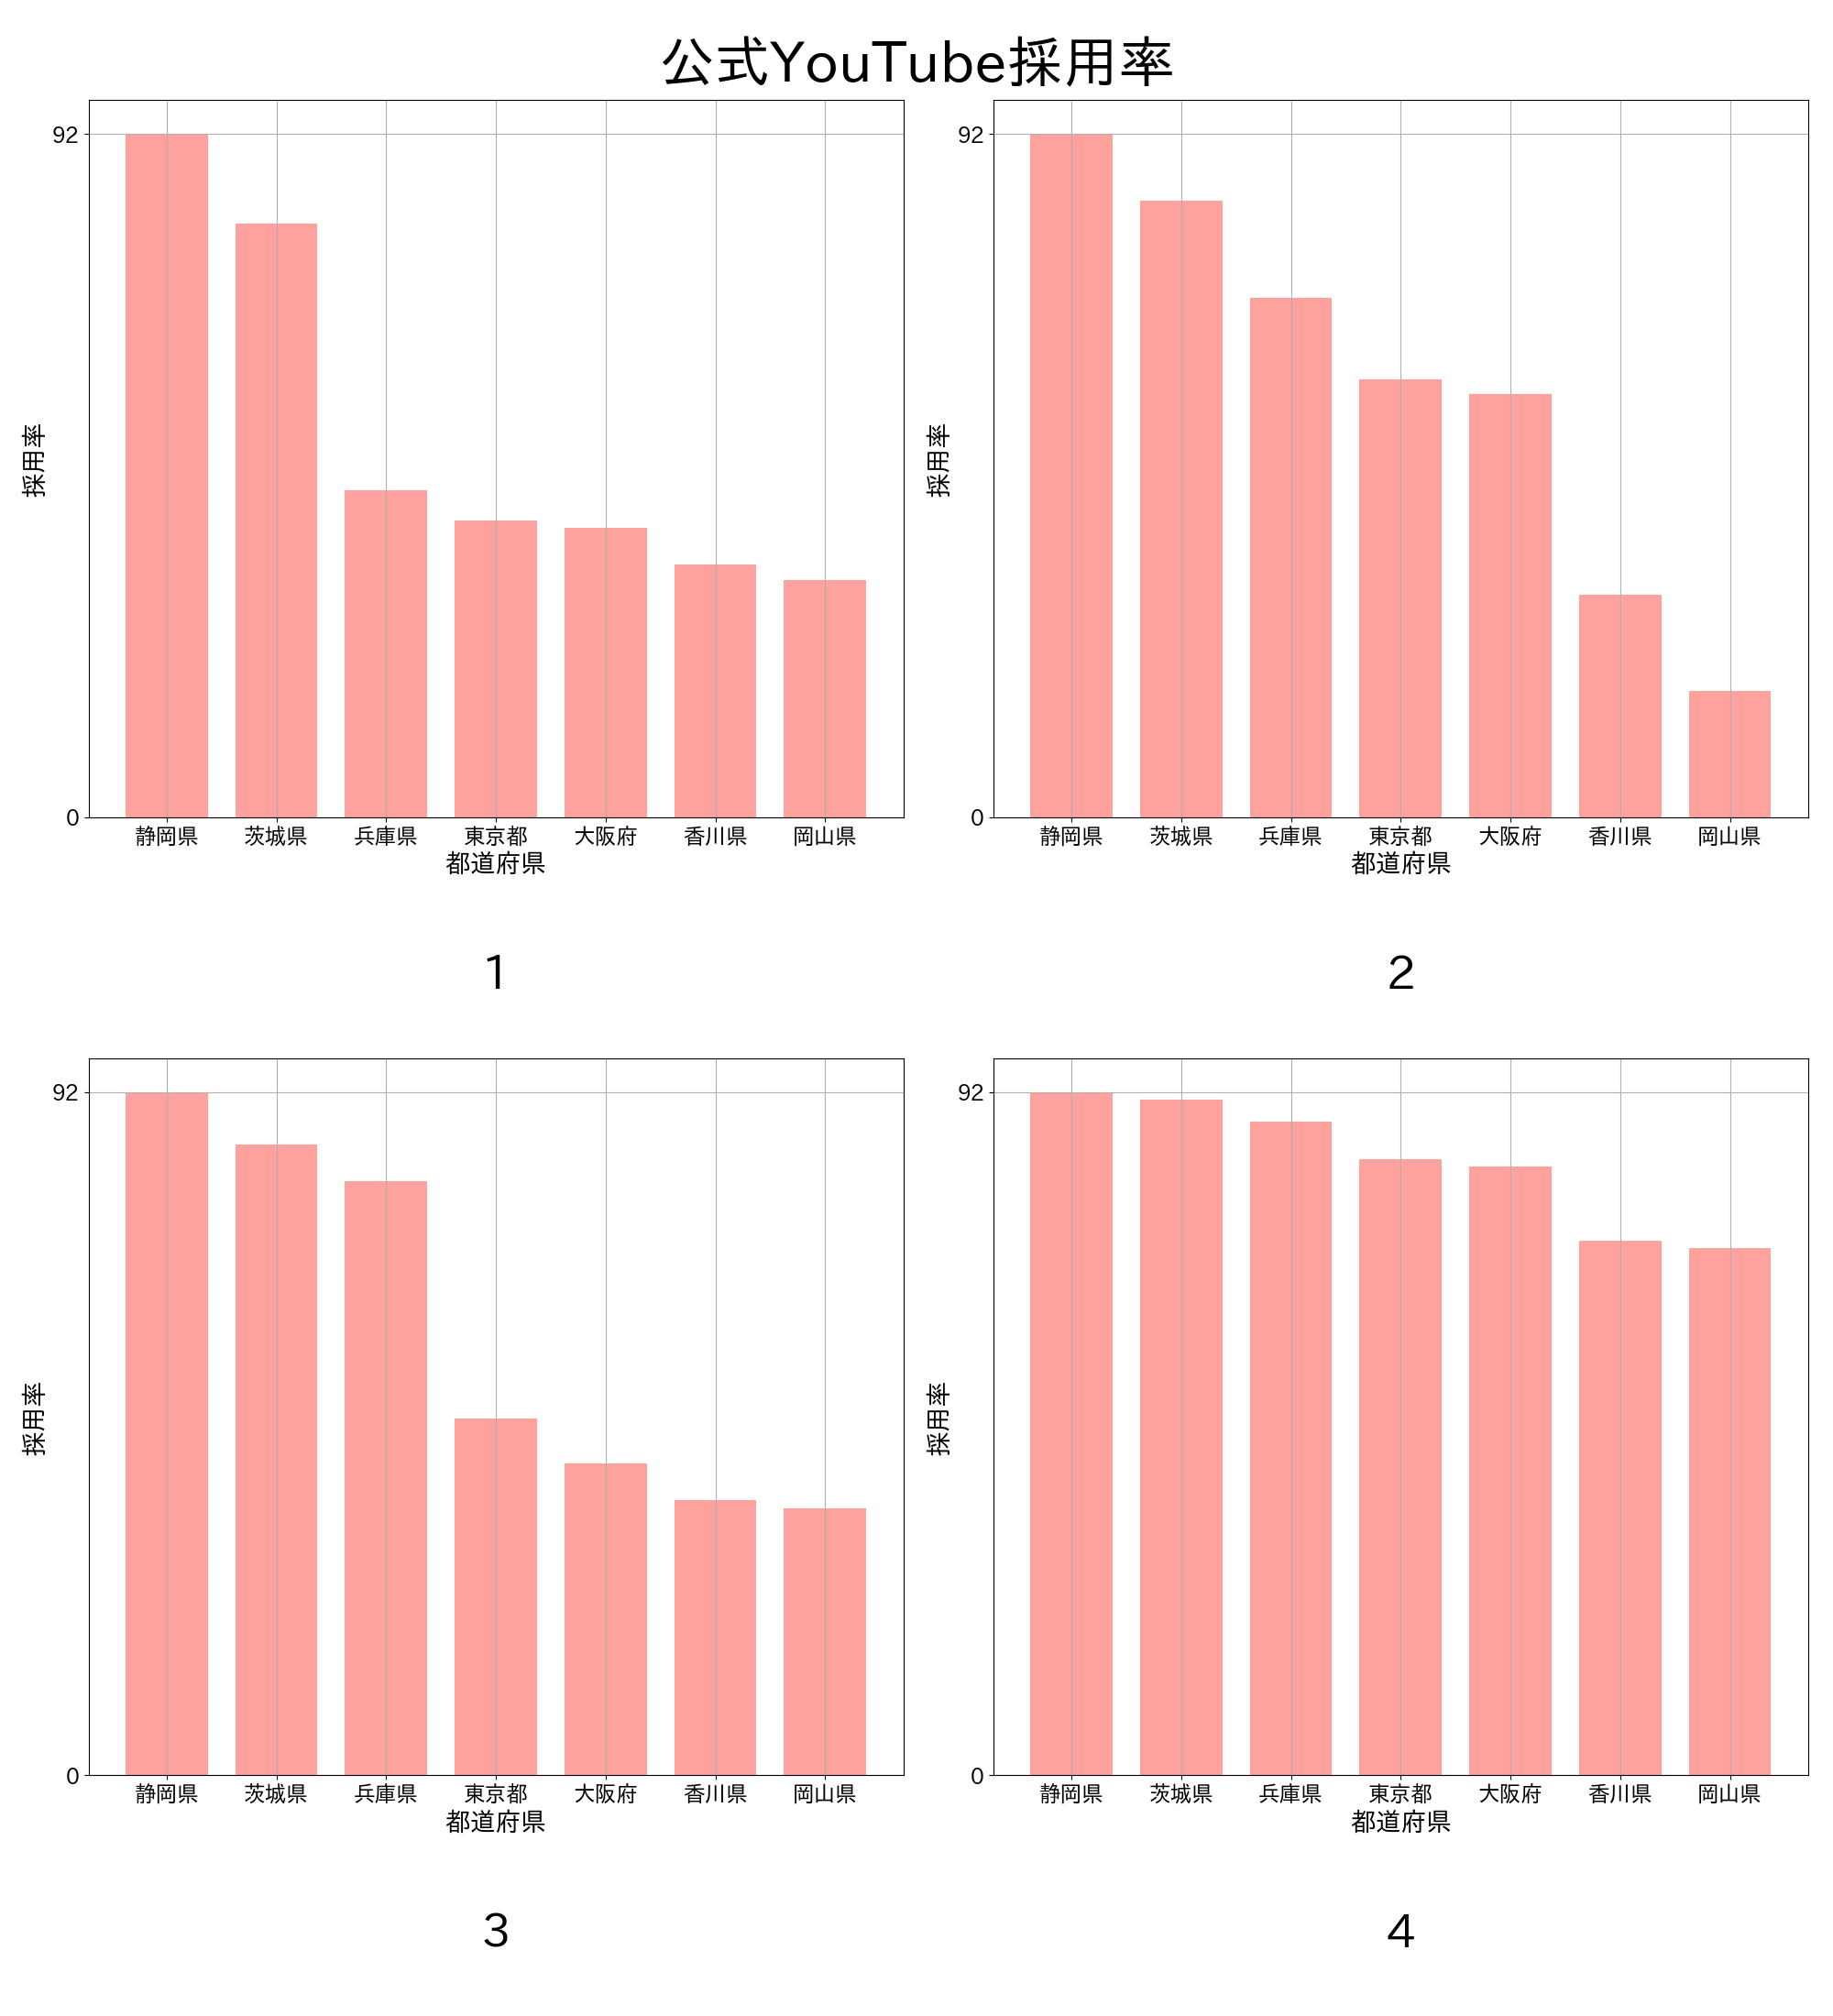 公式YouTube採用率
92
0
採用率
静岡県 茨城県 兵庫県 東京都 大阪府 香川県 岡山県
都道府県
1
92
0
採用率
静岡県 茨城県 兵庫県 東京都 大阪府 香川県 岡山県
都道府県
2
92
0
採用率
静岡県 茨城県 兵庫県 東京都 大阪府 香川県 岡山県
都道府県
3
92
0
採用率
静岡県 茨城県 兵庫県 東京都 大阪府 香川県 岡山県
都道府県
4